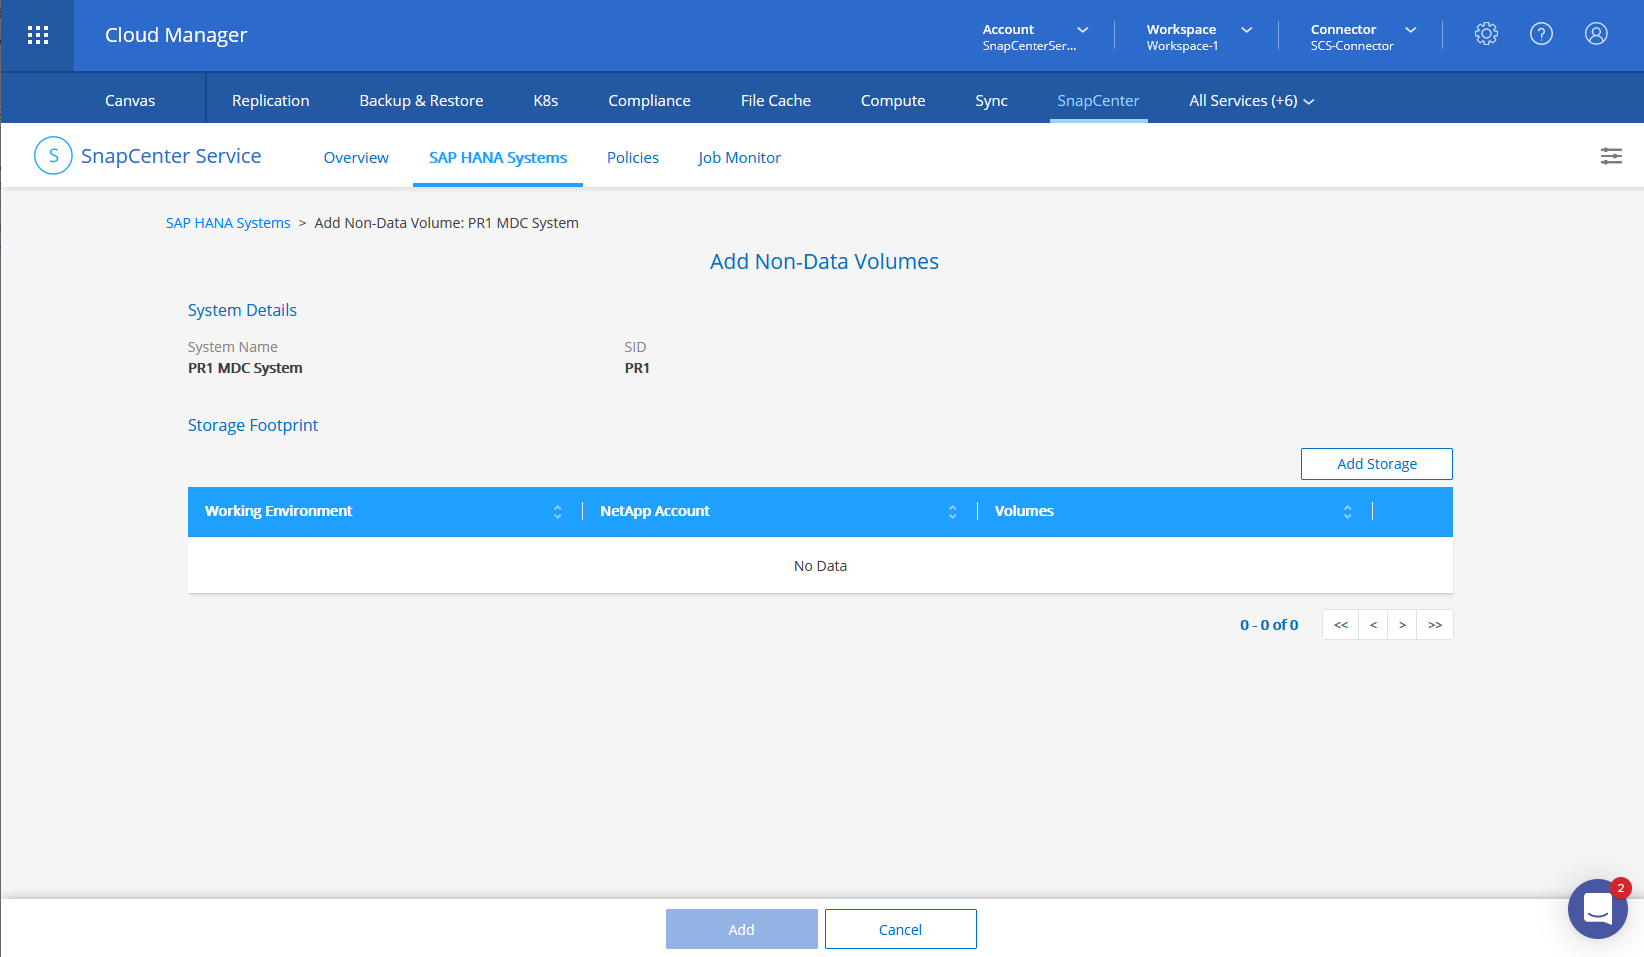 Cloud Manager
Account
SnapCenterSer...
Workspace
Workspace-1
Connector
SCS-Connector
?
Canvas
Replication
Backup & Restore
K8s
Compliance
File Cache
Compute
Sync
SnapCenter
All Services (+6)
S
SnapCenter Service
Overview
SAP HANA Systems
Policies
Job Monitor
SAP HANA Systems > Add Non-Data Volume: PR1 MDC System
Add Non-Data Volumes
System Details
System Name
PR1 MDC System
SID
PR1
Storage Footprint
Add Storage
Working Environment
NetApp Account
Volumes
No Data
0 - 0 of 0
<< < > >>
2
Add
Cancel